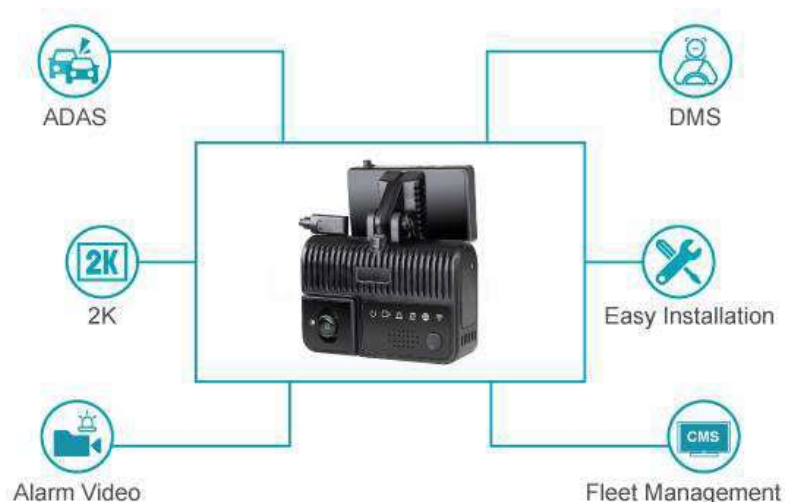 ADAS
DMS
2K
2K
Easy Installation
Alarm Video
CMS
Fleet Management